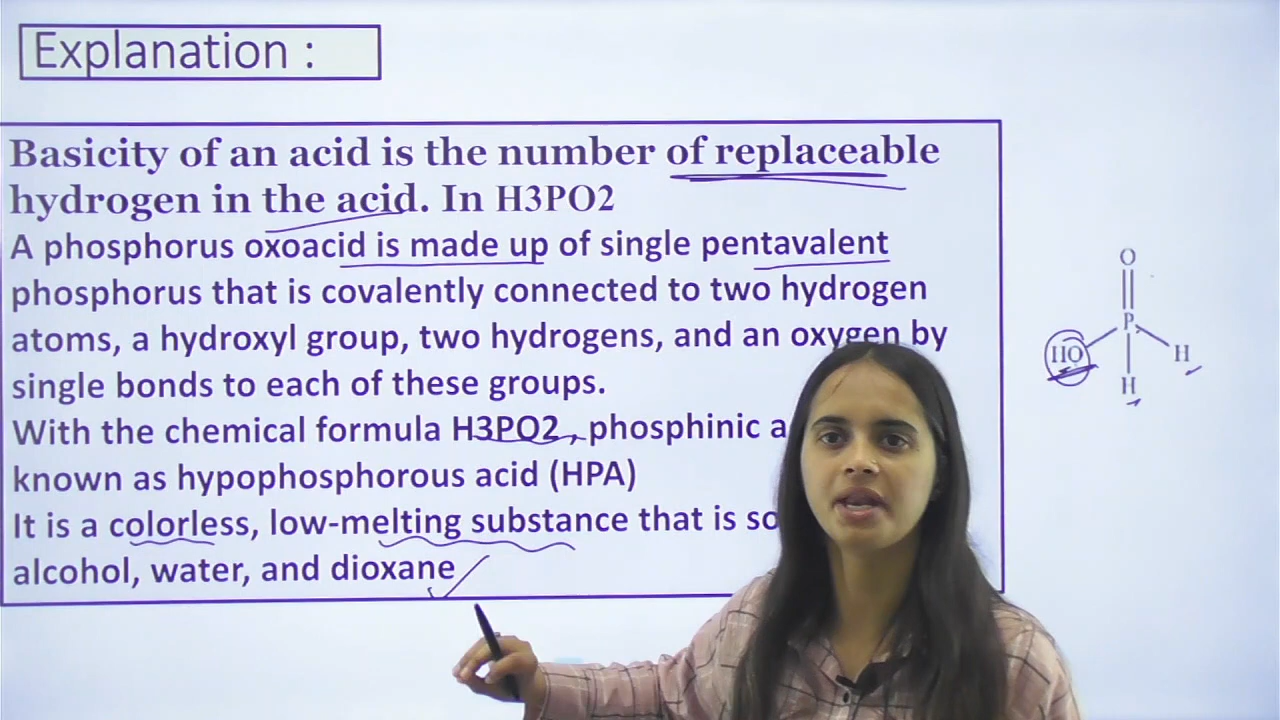 Explanation :
Basicity of an acid is the number of replaceable
hydrogen in the acid. In H3PO2
A phosphorus oxoacid is made up of single pentavalent
phosphorus that is covalently connected to two hydrogen
atoms, a hydroxyl group, two hydrogens, and an oxygen by
single bonds to each of these groups.
With the chemical formula H3PO2 , phosphinic
known as hypophosphorous acid (HPA)
It is a colorless, low-melting substance that is
alcohol, water, and dioxane
O
P
HO
H
H